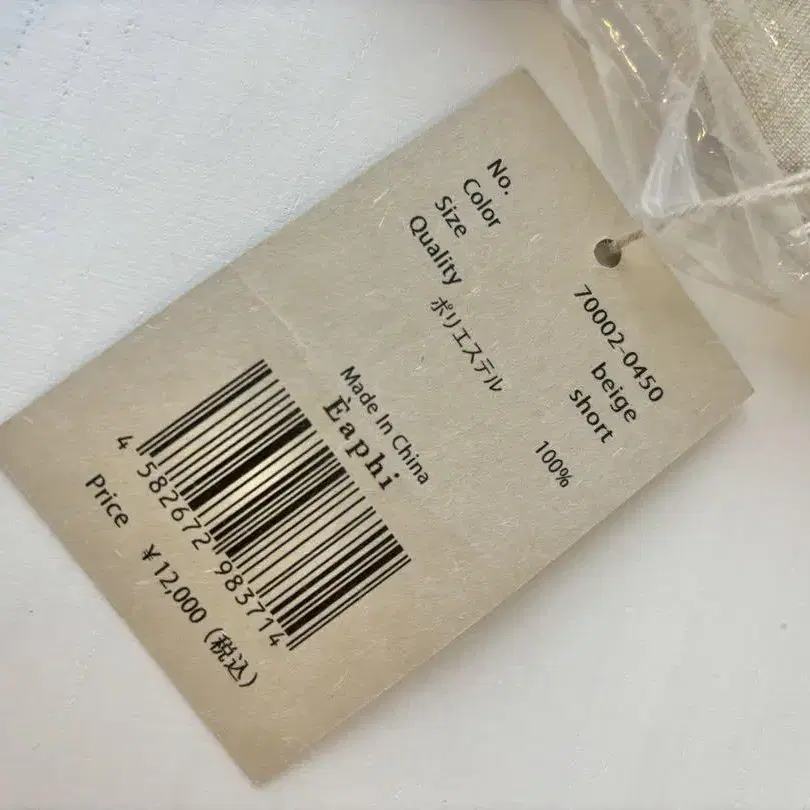 No. 70002-0450
Color beige
Size short
Quality
ポリエステル 100%
Made In China
Èaphi
4 582672 983714
Price ￥12,000 (税込)